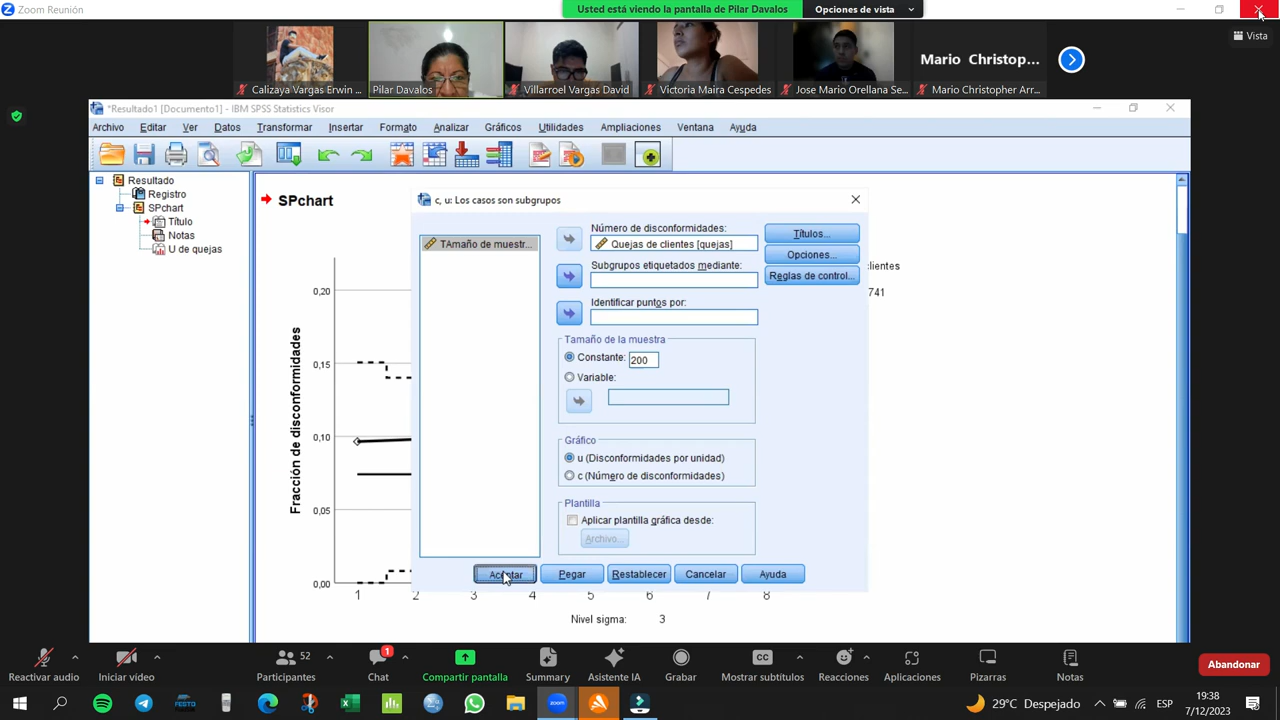 Zoom Reunión
Usted está viendo la pantalla de Pilar Davalos
Opciones de vista
Vista
Mario Christop...
Calizaya Vargas Erwin ...
Pilar Davalos
Villarroel Vargas David
Victoria Maira Cespedes
Jose Mario Orellana Se...
Mario Christopher Arr...
*Resultado1 [Documento1] - IBM SPSS Statistics Visor
Archivo Editar Ver Datos Transformar Insertar Formato Analizar Gráficos Utilidades Ampliaciones Ventana Ayuda
Resultado
Registro
SPchart
Título
Notas
U de quejas
SPchart
Fracción de disconformidades
0,20
0,15
0,10
0,05
0,00
1 2 3 4 5 6 7 8
Nivel sigma: 3
clientes
741
c, u: Los casos son subgrupos
TAmaño de muestr...
Número de disconformidades:
Quejas de clientes [quejas]
Subgrupos etiquetados mediante:
Identificar puntos por:
Tamaño de la muestra
Constante: 200
Variable:
Gráfico
u (Disconformidades por unidad)
c (Número de disconformidades)
Plantilla
Aplicar plantilla gráfica desde:
Archivo...
Títulos...
Opciones...
Reglas de control...
Aceptar Pegar Restablecer Cancelar Ayuda
52
1
Reactivar audio
Iniciar video
Participantes
Chat
Compartir pantalla
Summary
Asistente IA
Grabar
Mostrar subtítulos
Reacciones
Aplicaciones
Pizarras
Notas
Abandonar
FESTO
zoom
29°C Despejado
ESP
19:38
7/12/2023